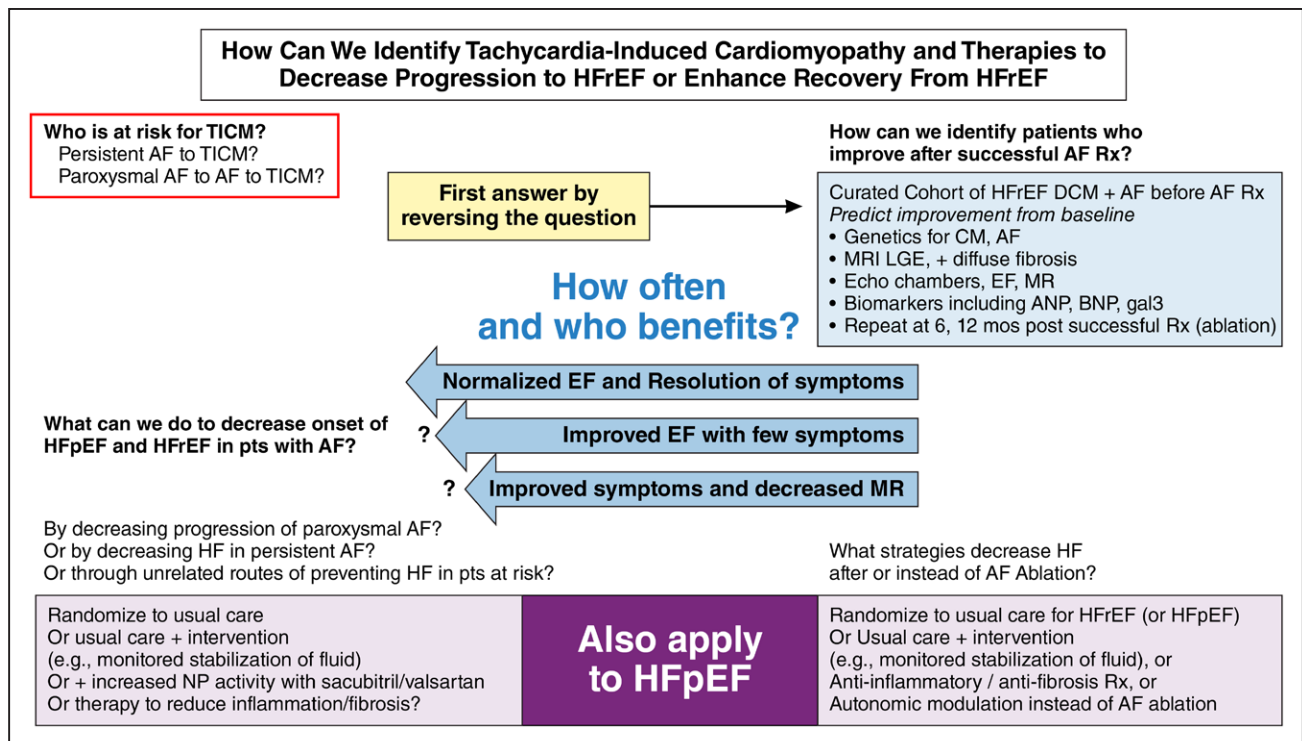 How Can We Identify Tachycardia-Induced Cardiomyopathy and Therapies to
Decrease Progression to HFrEF or Enhance Recovery From HFrEF
Who is at risk for TICM?
Persistent AF to TICM?
Paroxysmal AF to AF to TICM?
First answer by
reversing the question
How can we identify patients who
improve after successful AF Rx?
Curated Cohort of HFrEF DCM + AF before AF Rx
Predict improvement from baseline
• Genetics for CM, AF
• MRI LGE, + diffuse fibrosis
• Echo chambers, EF, MR
• Biomarkers including ANP, BNP, gal3
• Repeat at 6, 12 mos post successful Rx (ablation)
How often
and who benefits?
Normalized EF and Resolution of symptoms
What can we do to decrease onset of
HFpEF and HFrEF in pts with AF?
? Improved EF with few symptoms
? Improved symptoms and decreased MR
By decreasing progression of paroxysmal AF?
Or by decreasing HF in persistent AF?
Or through unrelated routes of preventing HF in pts at risk?
What strategies decrease HF
after or instead of AF Ablation?
Randomize to usual care
Or usual care + intervention
(e.g., monitored stabilization of fluid)
Or + increased NP activity with sacubitril/valsartan
Or therapy to reduce inflammation/fibrosis?
Also apply
to HFpEF
Randomize to usual care for HFrEF (or HFpEF)
Or Usual care + intervention
(e.g., monitored stabilization of fluid), or
Anti-inflammatory / anti-fibrosis Rx, or
Autonomic modulation instead of AF ablation